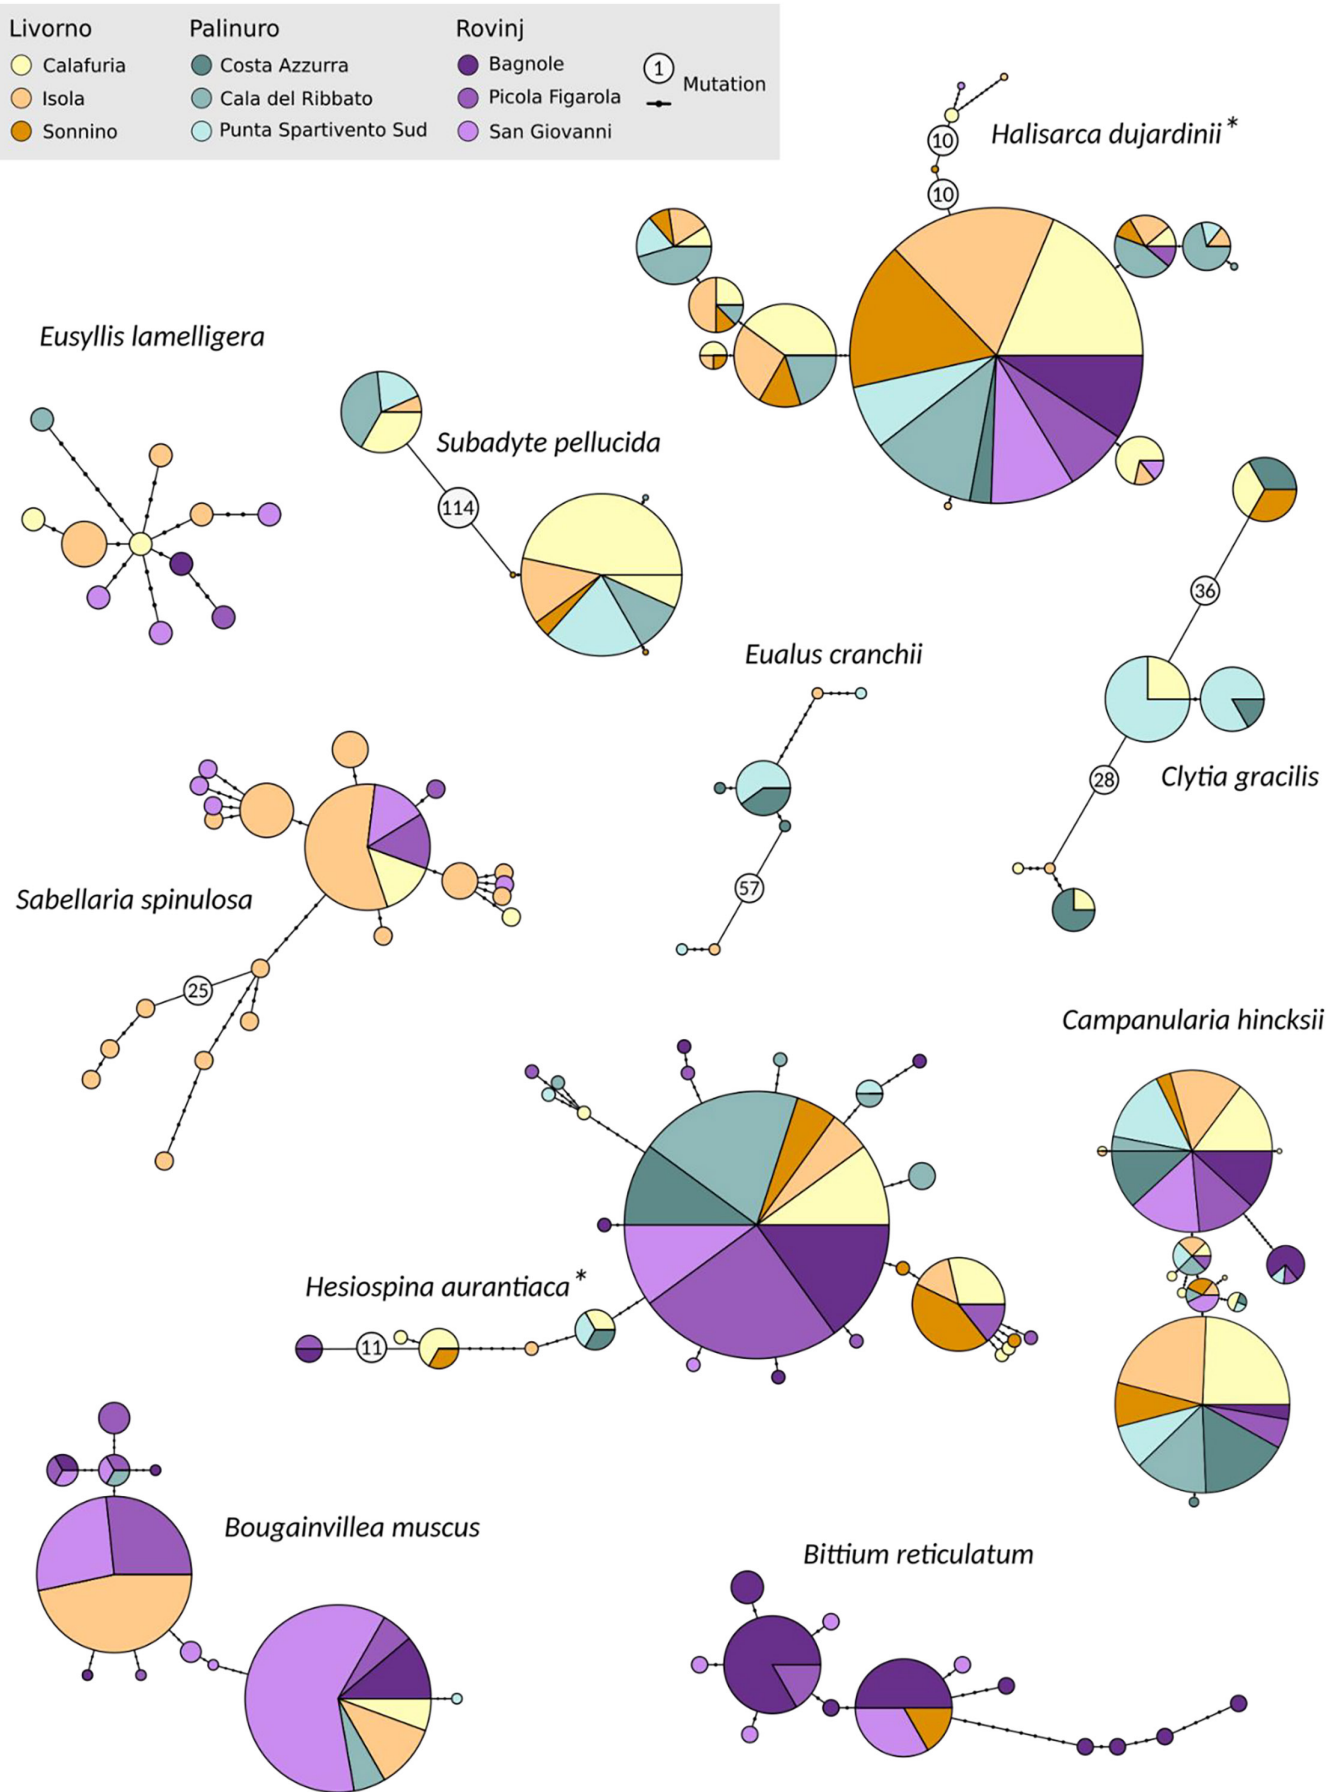 Livorno Palinuro Rovinj
Calafuria Costa Azzurra Bagnole 1 Mutation
Isola Cala del Ribbato Picola Figarola
Sonnino Punta Spartivento Sud San Giovanni
Halisarca dujardinii*
10
10
Eusyllis lamelligera
Subadyte pellucida
114
36
Eualus cranchii
Clytia gracilis
28
57
Sabellaria spinulosa
25
Campanularia hincksii
Hesiospina aurantiaca*
11
Bougainvillea muscus
Bittium reticulatum